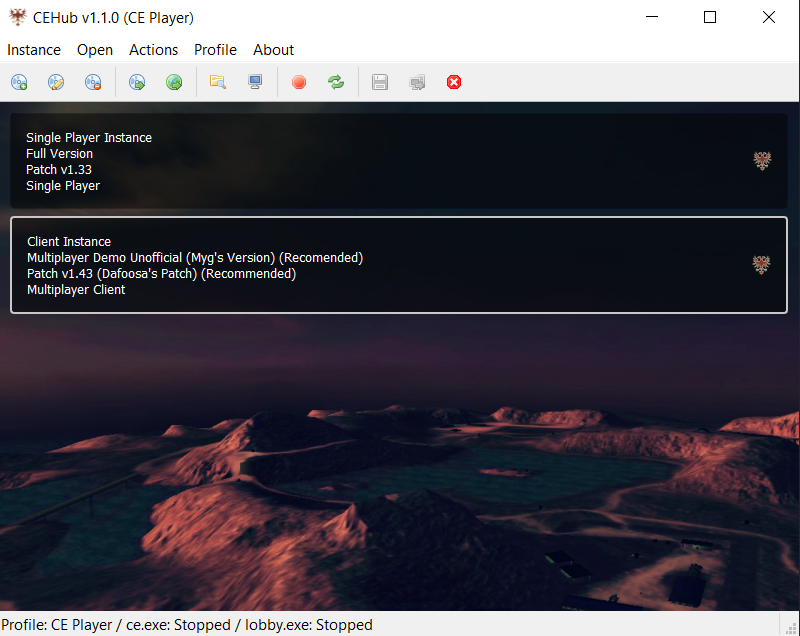 CEHub v1.1.0 (CE Player)
Instance Open Actions Profile About
Single Player Instance
Full Version
Patch v1.33
Single Player
Client Instance
Multiplayer Demo Unofficial (Myg's Version) (Recomended)
Patch v1.43 (Dafoosa's Patch) (Recommended)
Multiplayer Client
Profile: CE Player / ce.exe: Stopped / lobby.exe: Stopped